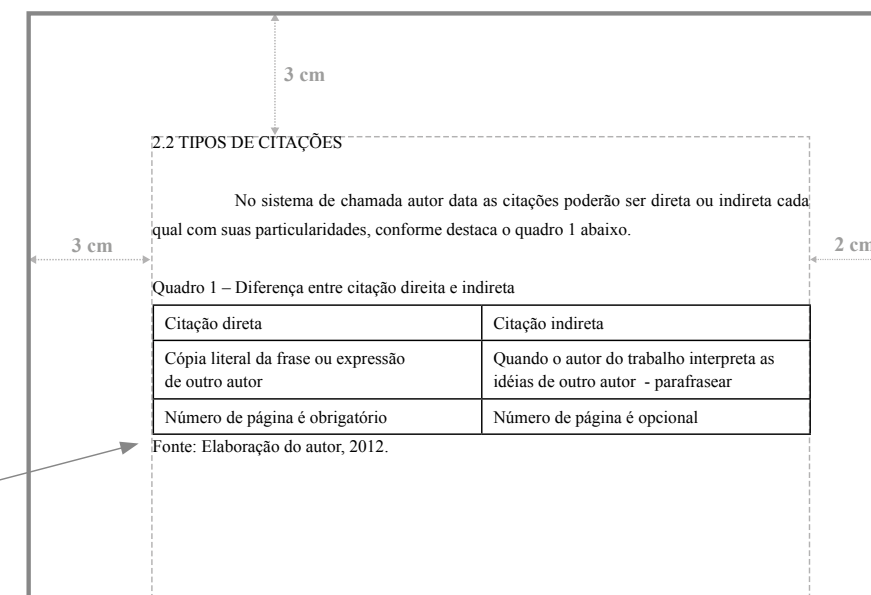 3 cm
2.2 TIPOS DE CITAÇÕES
No sistema de chamada autor data as citações poderão ser direta ou indireta cada
qual com suas particularidades, conforme destaca o quadro 1 abaixo.
3 cm
2 cm
Quadro 1 – Diferença entre citação direita e indireta
Citação direta
Citação indireta
Cópia literal da frase ou expressão
de outro autor
Quando o autor do trabalho interpreta as
idéias de outro autor - parafrasear
Número de página é obrigatório
Número de página é opcional
Fonte: Elaboração do autor, 2012.